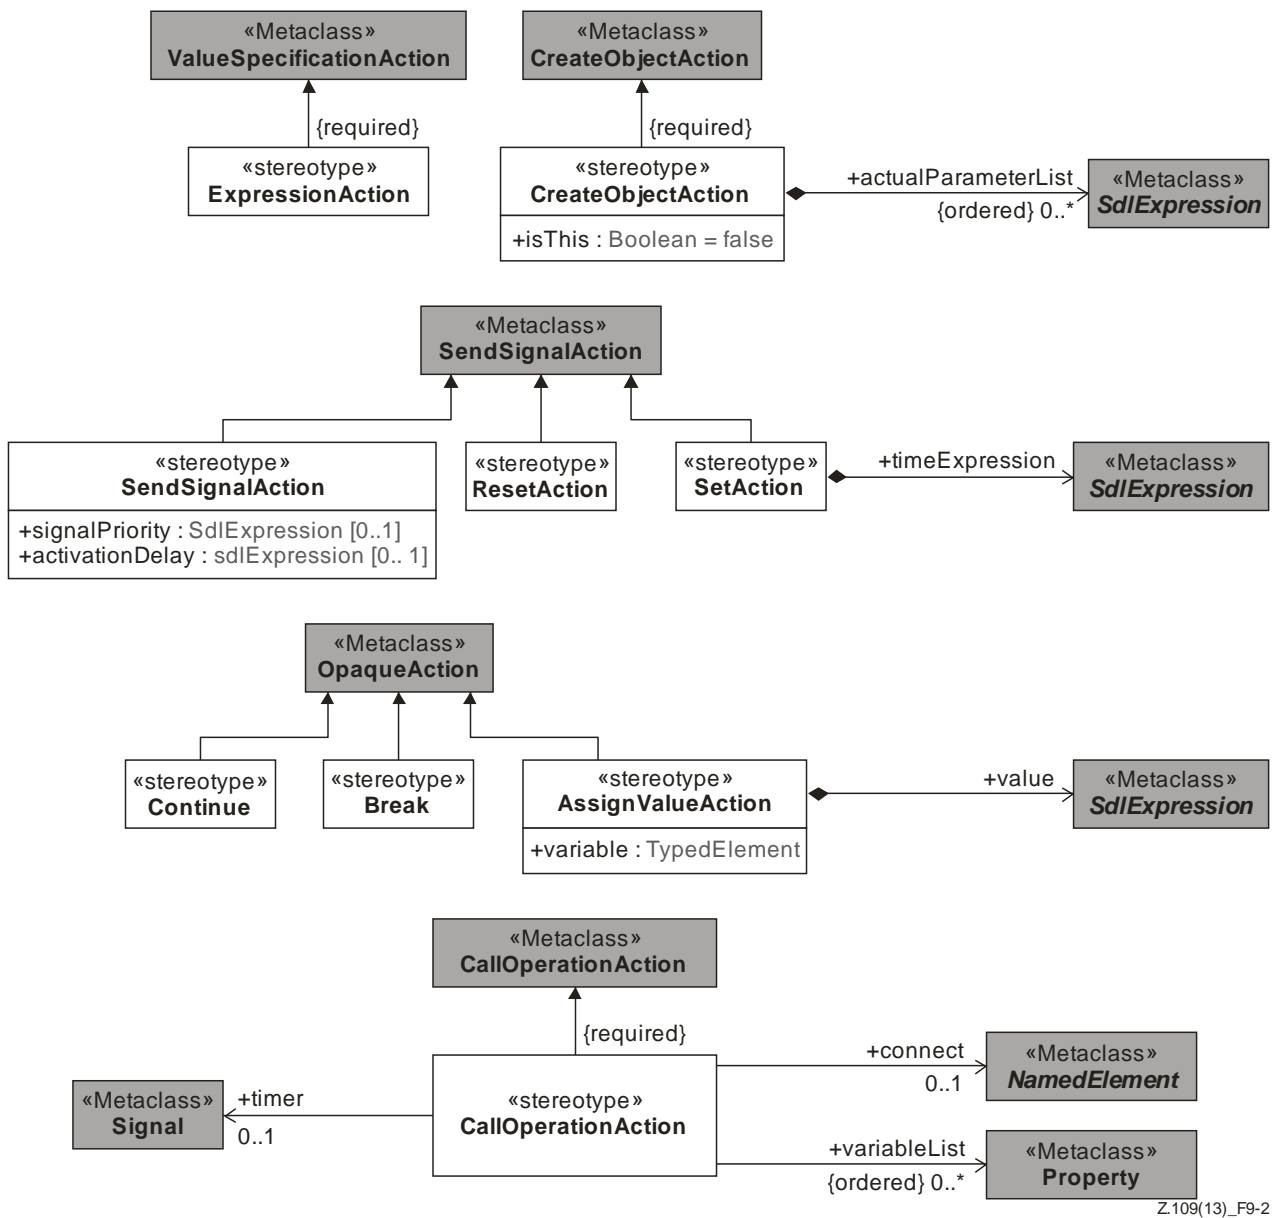 «Metaclass»
ValueSpecificationAction
«Metaclass»
CreateObjectAction
{required}
{required}
«stereotype»
ExpressionAction
«stereotype»
CreateObjectAction
+isThis : Boolean = false
+actualParameterList
{ordered} 0..*
«Metaclass»
SdlExpression
«Metaclass»
SendSignalAction
«stereotype»
SendSignalAction
+signalPriority : SdlExpression [0..1]
+activationDelay : sdlExpression [0.. 1]
«stereotype»
ResetAction
«stereotype»
SetAction
+timeExpression
«Metaclass»
SdlExpression
«Metaclass»
OpaqueAction
«stereotype»
Continue
«stereotype»
Break
«stereotype»
AssignValueAction
+variable : TypedElement
+value
«Metaclass»
SdlExpression
«Metaclass»
CallOperationAction
{required}
«Metaclass»
Signal
+timer
0..1
«stereotype»
CallOperationAction
+connect
0..1
«Metaclass»
NamedElement
+variableList
{ordered} 0..*
«Metaclass»
Property
Z.109(13)_F9-2